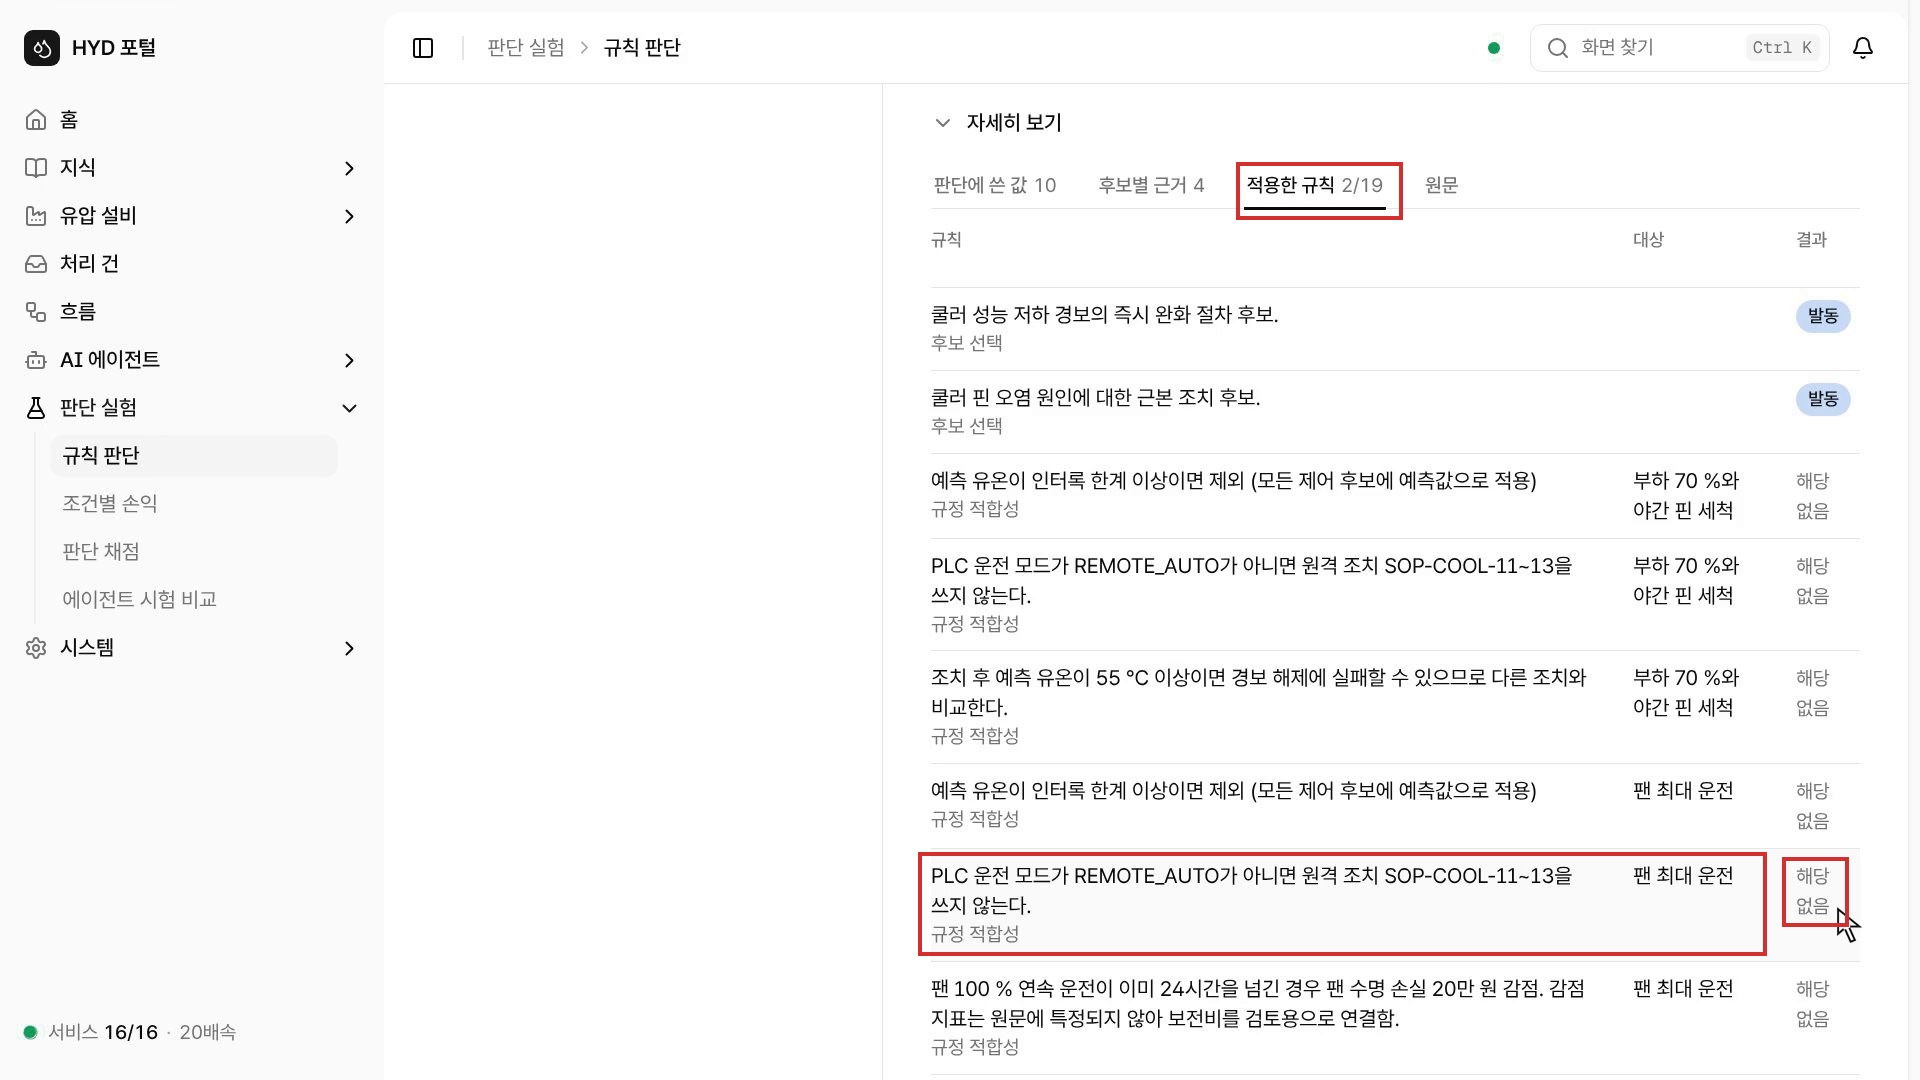 HYD 포털
판단 실험 > 규칙 판단
화면 찾기 Ctrl K
홈
지식
유압 설비
처리 건
흐름
AI 에이전트
판단 실험
규칙 판단
조건별 손익
판단 채점
에이전트 시험 비교
시스템
서비스 16/16 · 20배속
자세히 보기
판단에 쓴 값 10 후보별 근거 4 적용한 규칙 2/19 원문
규칙 대상 결과
쿨러 성능 저하 경보의 즉시 완화 절차 후보. 발동
후보 선택
쿨러 핀 오염 원인에 대한 근본 조치 후보. 발동
후보 선택
예측 유온이 인터록 한계 이상이면 제외 (모든 제어 후보에 예측값으로 적용) 부하 70 %와 해당
규정 적합성 야간 핀 세척 없음
PLC 운전 모드가 REMOTE_AUTO가 아니면 원격 조치 SOP-COOL-11~13을 부하 70 %와 해당
쓰지 않는다. 야간 핀 세척 없음
규정 적합성
조치 후 예측 유온이 55 °C 이상이면 경보 해제에 실패할 수 있으므로 다른 조치와 부하 70 %와 해당
비교한다. 야간 핀 세척 없음
규정 적합성
예측 유온이 인터록 한계 이상이면 제외 (모든 제어 후보에 예측값으로 적용) 팬 최대 운전 해당
규정 적합성 없음
PLC 운전 모드가 REMOTE_AUTO가 아니면 원격 조치 SOP-COOL-11~13을 팬 최대 운전 해당
쓰지 않는다. 없음
규정 적합성
팬 100 % 연속 운전이 이미 24시간을 넘긴 경우 팬 수명 손실 20만 원 감점. 감점 팬 최대 운전 해당
지표는 원문에 특정되지 않아 보전비를 검토용으로 연결함. 없음
규정 적합성